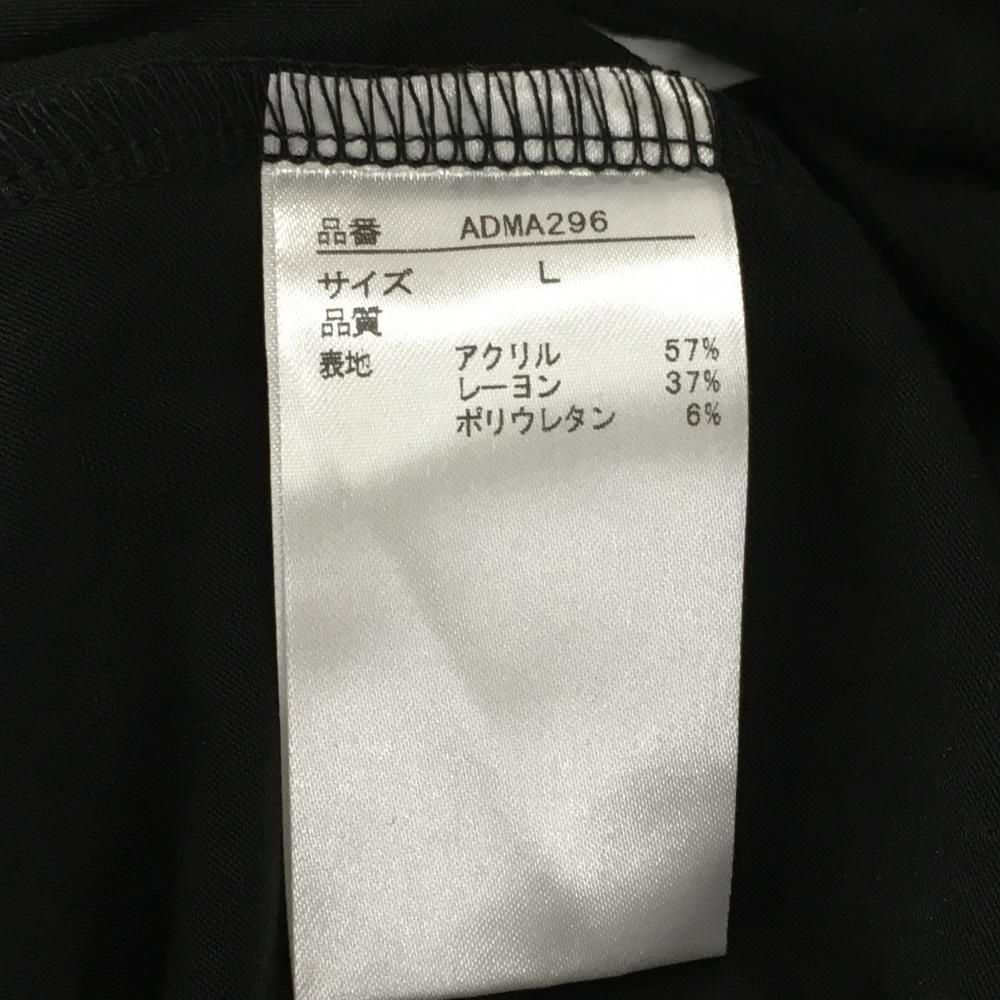 品番 ADMA296
サイズ L
品質
表地 アクリル 57%
レーヨン 37%
ポリウレタン 6%